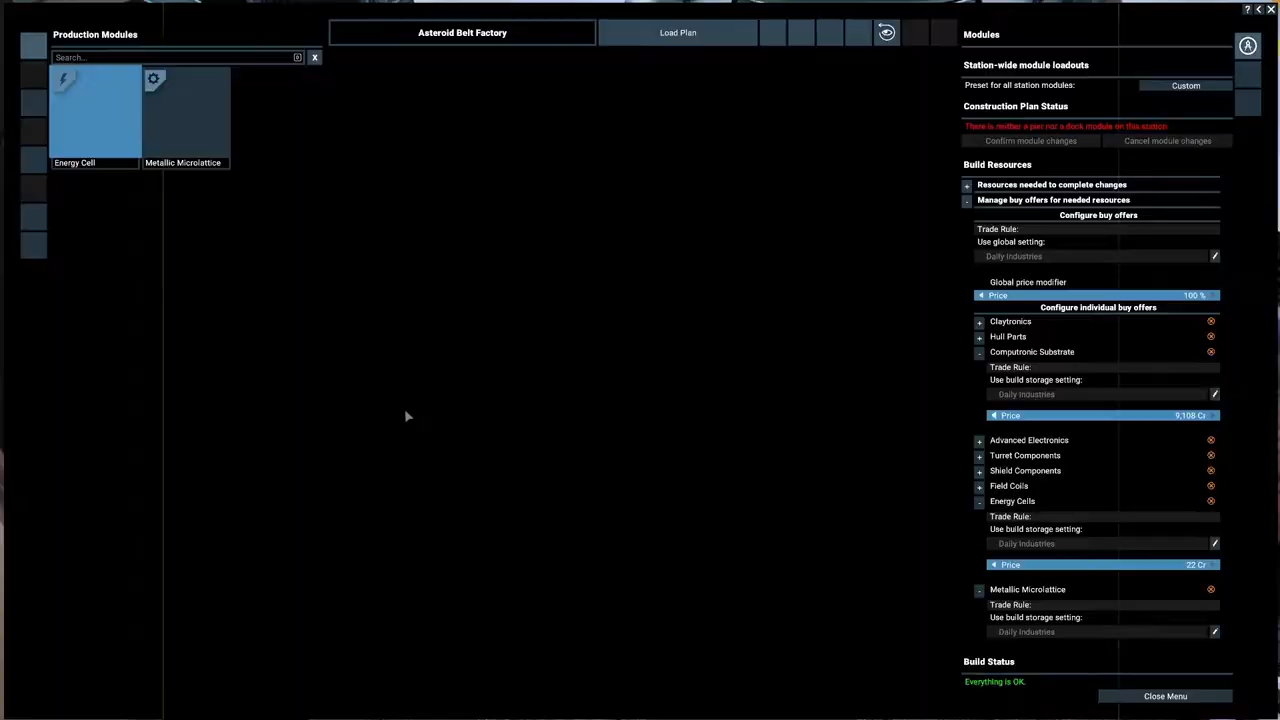 Production Modules
Search...
X
Energy Cell
Metallic Microlattice
Asteroid Belt Factory
Load Plan
?
Modules
Station-wide module loadouts
Preset for all station modules:
Custom
Construction Plan Status
There is neither a pier nor a dock module on this station
Confirm module changes
Cancel module changes
Build Resources
+ Resources needed to complete changes
- Manage buy offers for needed resources
Configure buy offers
Trade Rule:
Use global setting:
Daily Industries
Global price modifier
Price 100 %
Configure individual buy offers
+ Claytronics
+ Hull Parts
- Computronic Substrate
Trade Rule:
Use build storage setting:
Daily Industries
Price 9,108 Cr
+ Advanced Electronics
+ Turret Components
+ Shield Components
+ Field Coils
- Energy Cells
Trade Rule:
Use build storage setting:
Daily Industries
Price 22 Cr
- Metallic Microlattice
Trade Rule:
Use build storage setting:
Daily Industries
Build Status
Everything is OK.
Close Menu